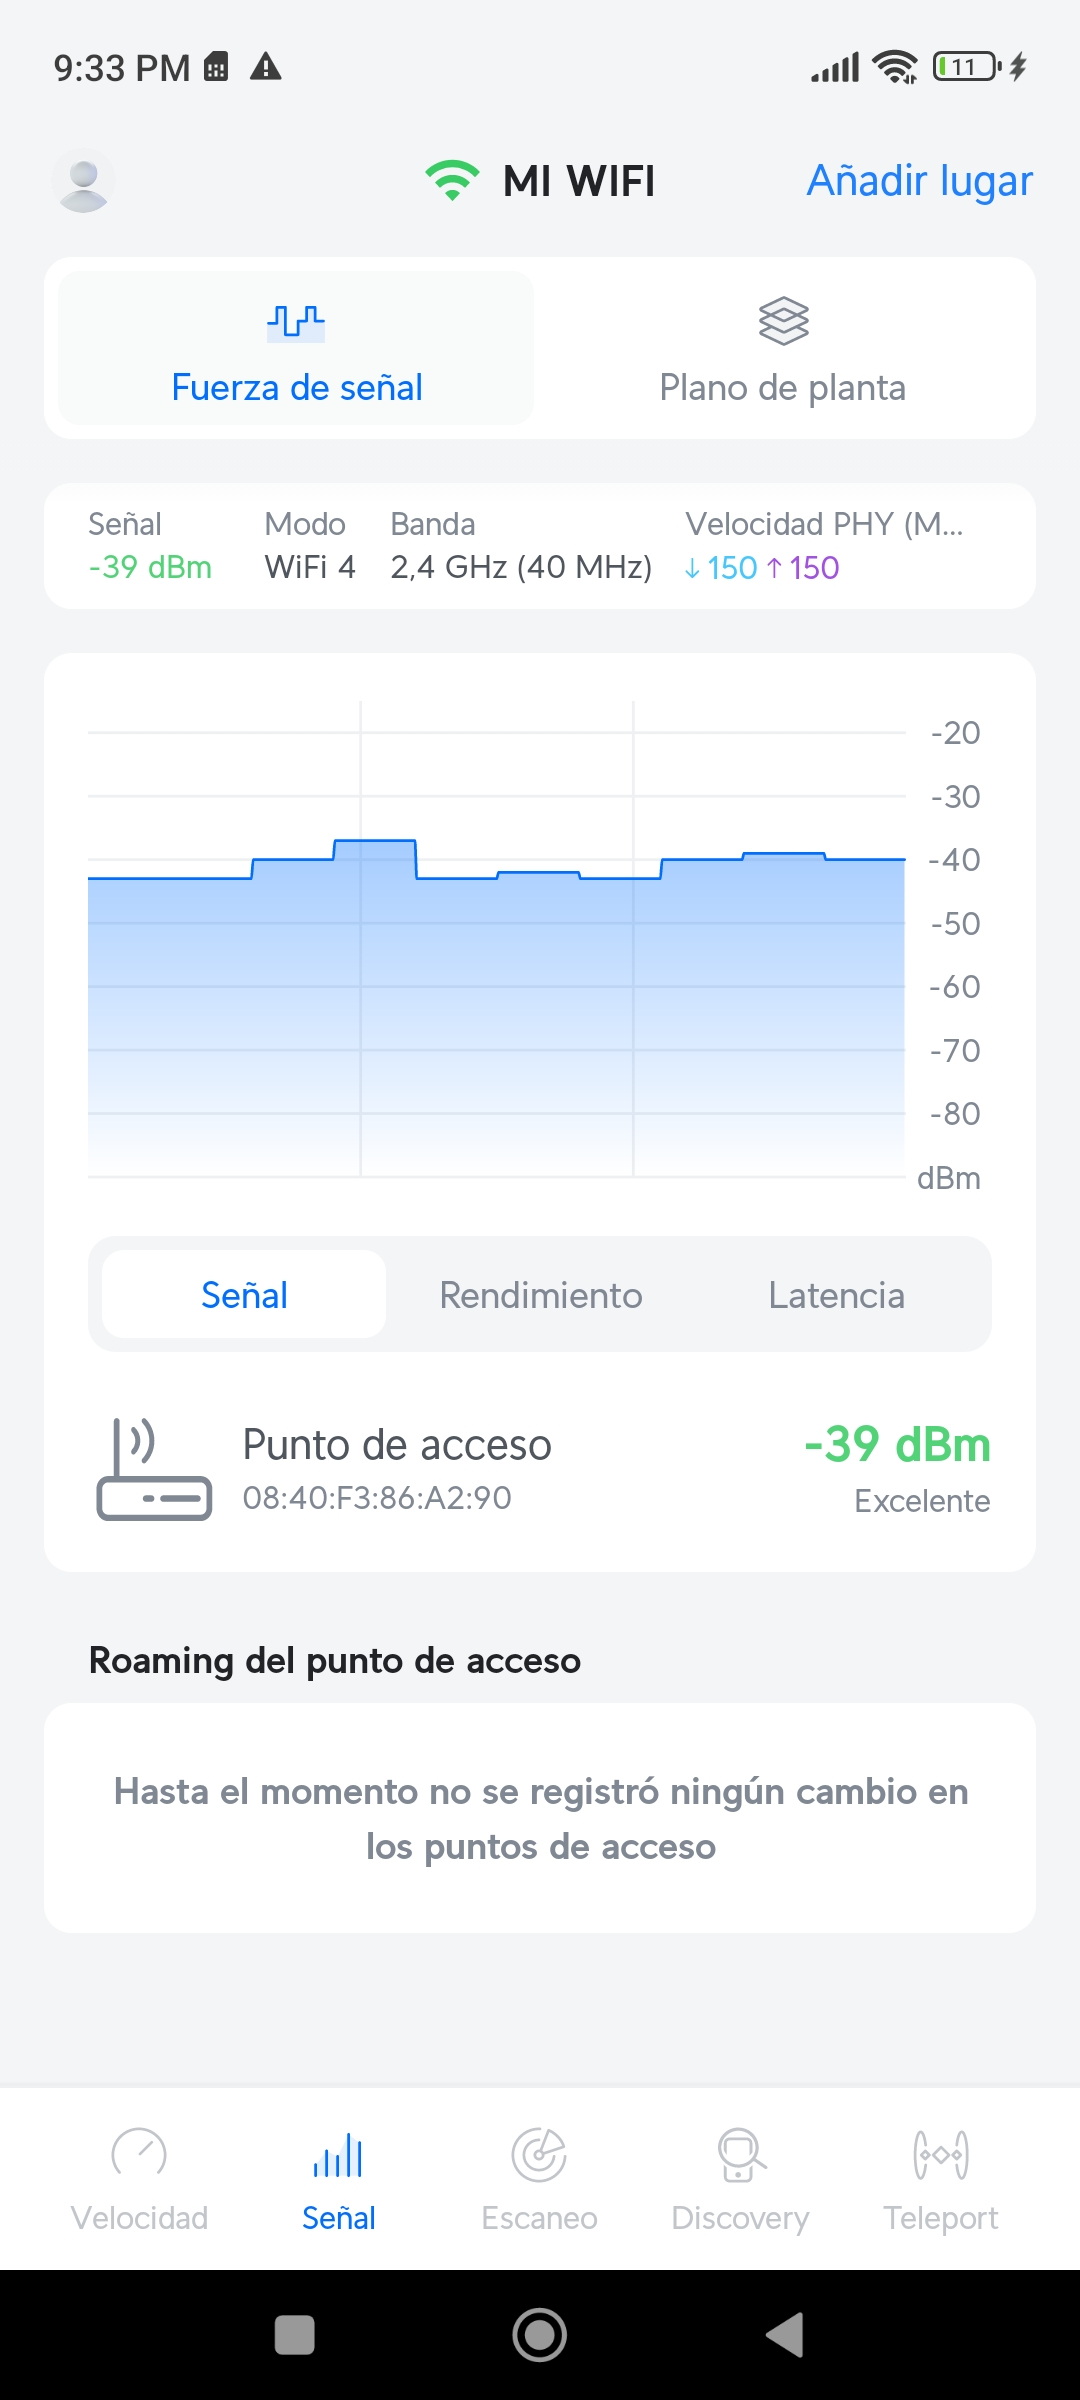 9:33 PM
11
MI WIFI
Añadir lugar
Fuerza de señal
Plano de planta
Señal Modo Banda Velocidad PHY (M...
-39 dBm WiFi 4 2,4 GHz (40 MHz) ↓150 ↑150
-20
-30
-40
-50
-60
-70
-80
dBm
Señal Rendimiento Latencia
Punto de acceso -39 dBm
08:40:F3:86:A2:90 Excelente
Roaming del punto de acceso
Hasta el momento no se registró ningún cambio en
los puntos de acceso
Velocidad Señal Escaneo Discovery Teleport